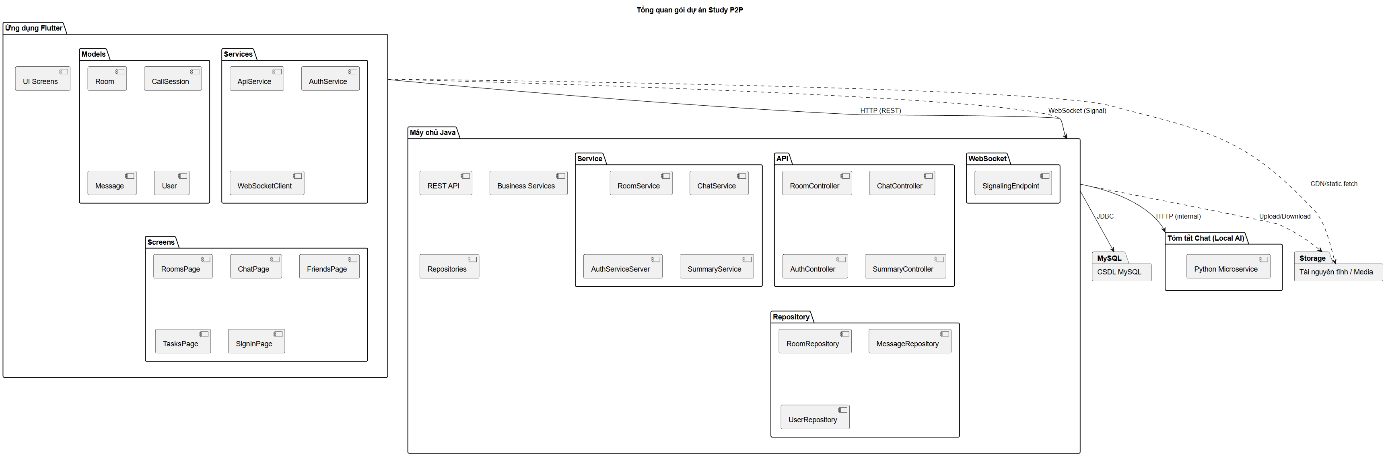 Tổng quan gói dự án Study P2P
Ứng dụng Flutter
UI Screens
Models
Room
CallSession
Message
User
Services
ApiService
AuthService
WebSocketClient
Screens
RoomsPage
ChatPage
FriendsPage
TasksPage
SignInPage
HTTP (REST)
WebSocket (Signal)
CDN/static fetch
Máy chủ Java
REST API
Business Services
Repositories
Service
RoomService
ChatService
AuthServiceServer
SummaryService
API
RoomController
ChatController
AuthController
SummaryController
WebSocket
SignalingEndpoint
Repository
RoomRepository
MessageRepository
UserRepository
JDBC
HTTP (internal)
Upload/Download
MySQL
CSDL MySQL
Tóm tắt Chat (Local AI)
Python Microservice
Storage
Tài nguyên tĩnh / Media